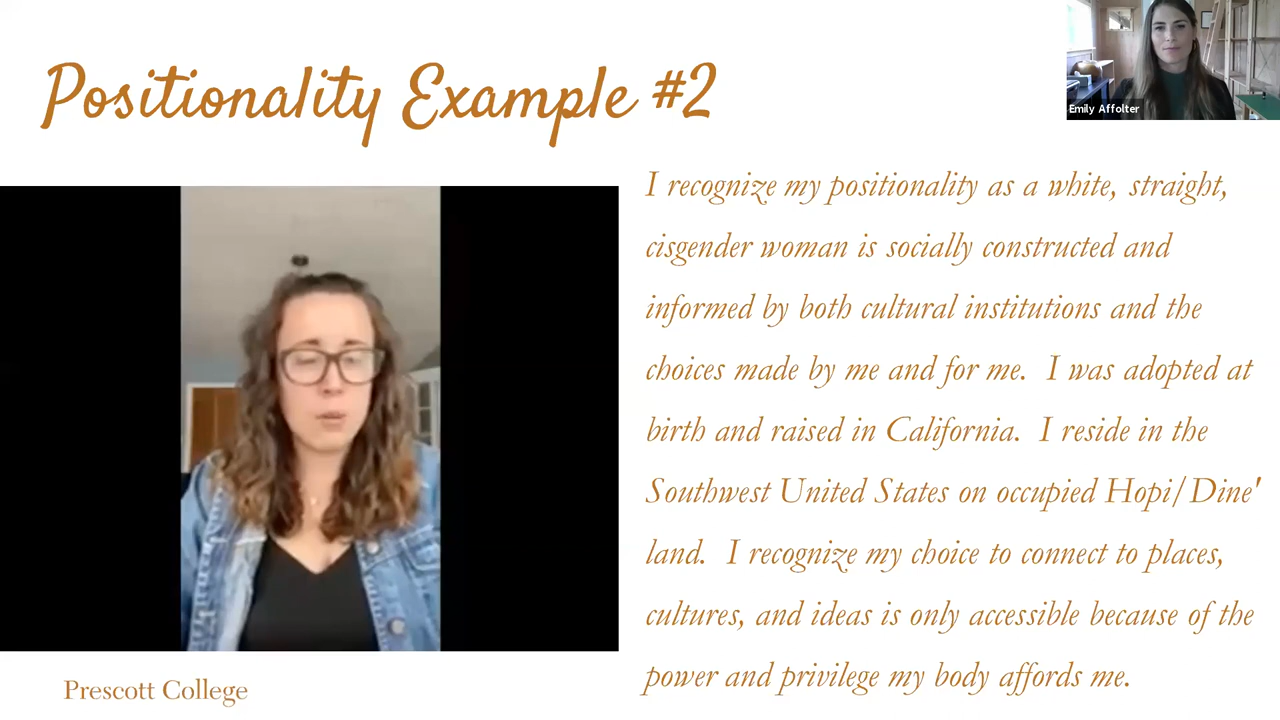 Positionality Example #2
Emily Affolter
I recognize my positionality as a white, straight,
cisgender woman is socially constructed and
informed by both cultural institutions and the
choices made by me and for me.  I was adopted at
birth and raised in California.  I reside in the
Southwest United States on occupied Hopi/Dine'
land.  I recognize my choice to connect to places,
cultures, and ideas is only accessible because of the
power and privilege my body affords me.
Prescott College